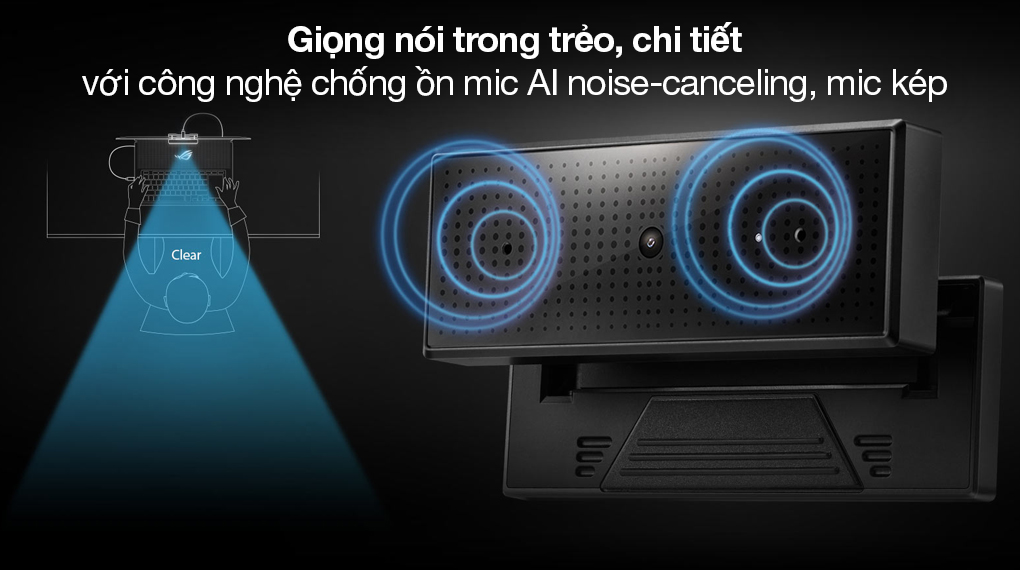 Giọng nói trong trẻo, chi tiết
với công nghệ chống ồn mic AI noise-canceling, mic kép
Clear